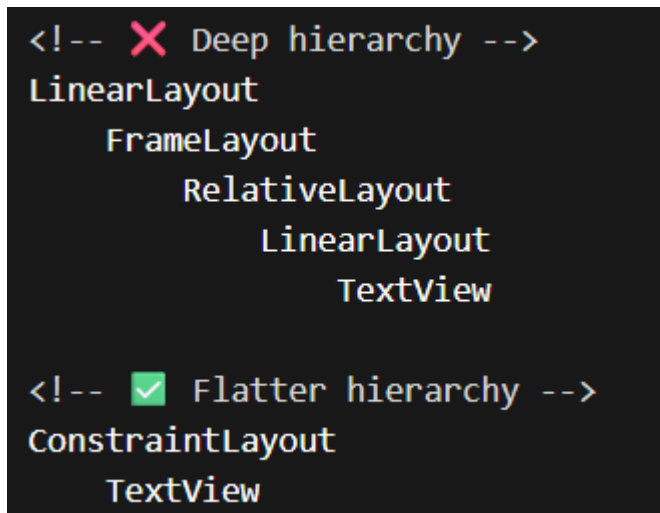 <!-- ❌ Deep hierarchy -->
LinearLayout
    FrameLayout
        RelativeLayout
            LinearLayout
                TextView

<!-- ✅ Flatter hierarchy -->
ConstraintLayout
    TextView